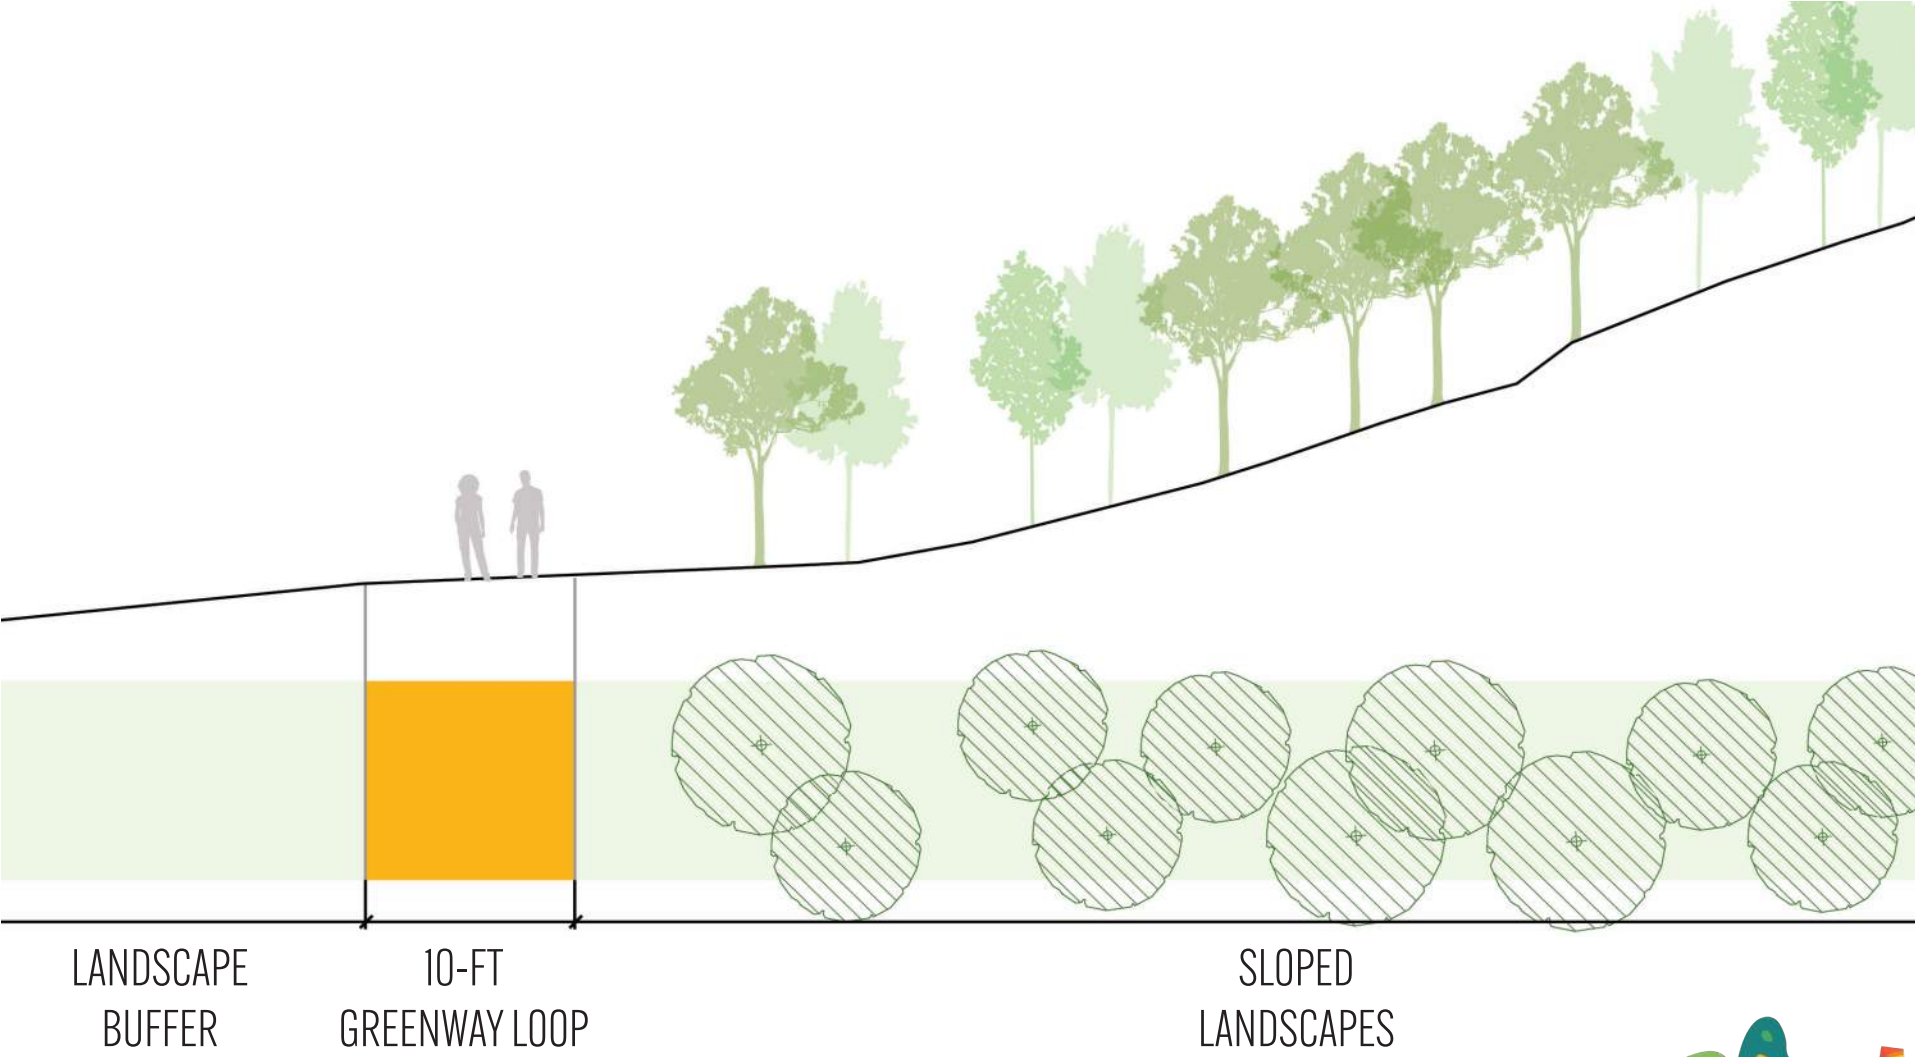 LANDSCAPE
BUFFER
10-FT
GREENWAY LOOP
SLOPED
LANDSCAPES